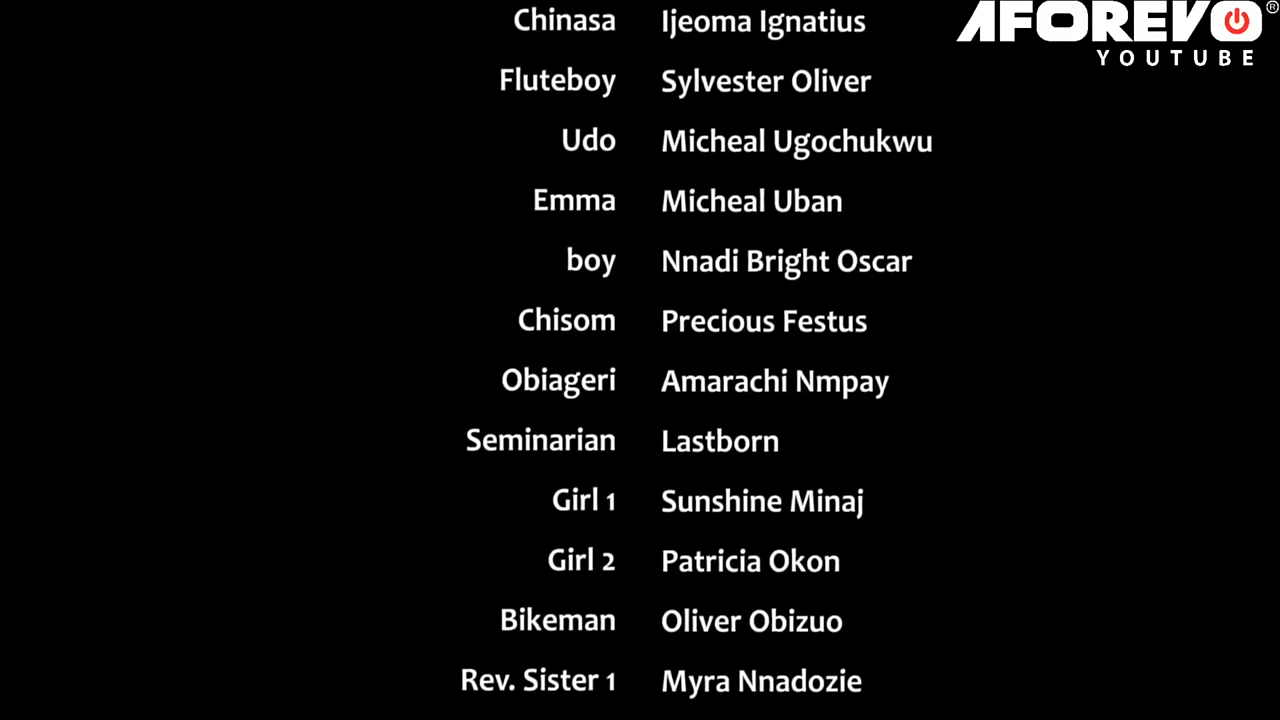 AFOREVO®
YOUTUBE
Chinasa Ijeoma Ignatius
Fluteboy Sylvester Oliver
Udo Micheal Ugochukwu
Emma Micheal Uban
boy Nnadi Bright Oscar
Chisom Precious Festus
Obiageri Amarachi Nmpay
Seminarian Lastborn
Girl 1 Sunshine Minaj
Girl 2 Patricia Okon
Bikeman Oliver Obizuo
Rev. Sister 1 Myra Nnadozie